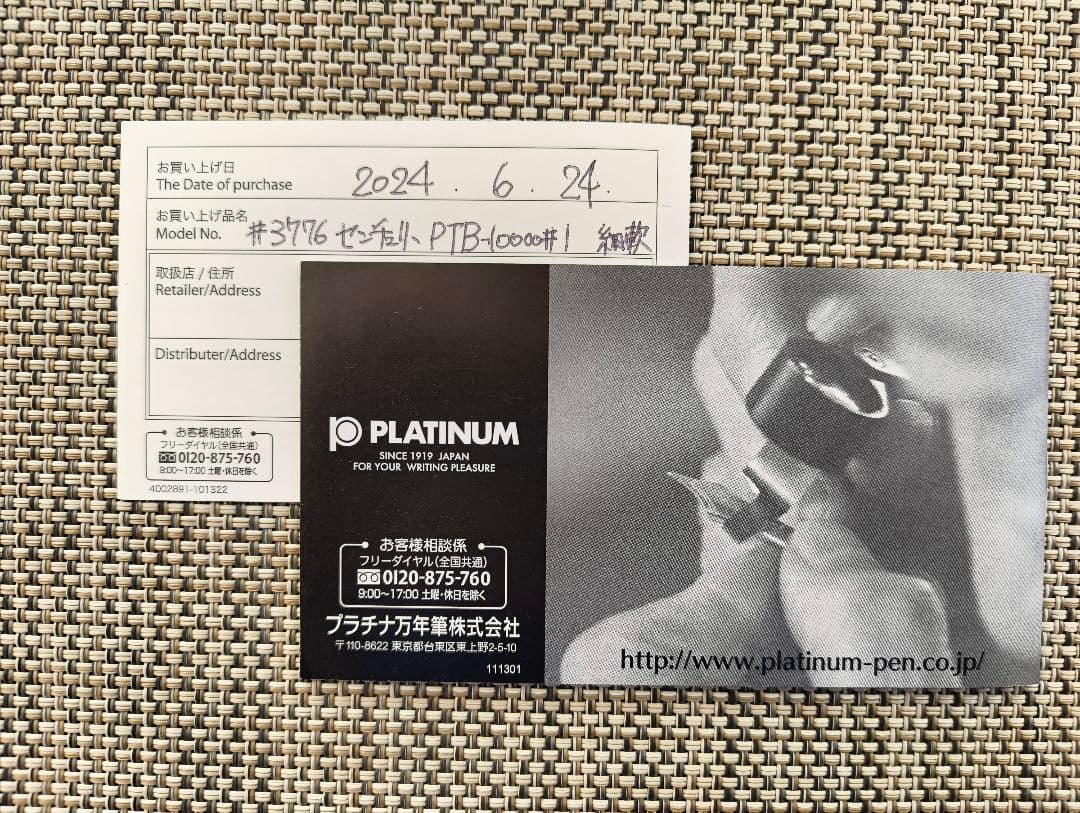 お買い上げ日
The Date of purchase
2024.6.24.
お買い上げ品名
Model No.
#3776 センチュリー PTB-10000#1 細軟
取扱店 / 住所
Retailer/Address
Distributer/Address
お客様相談係
フリーダイヤル(全国共通)
0120-875-760
9:00〜17:00 土曜・休日を除く
4002891-101322
PLATINUM
SINCE 1919 JAPAN
FOR YOUR WRITING PLEASURE
お客様相談係
フリーダイヤル(全国共通)
0120-875-760
9:00〜17:00 土曜・休日を除く
プラチナ万年筆株式会社
〒110-8622 東京都台東区東上野2-5-10
111301
http://www.platinum-pen.co.jp/